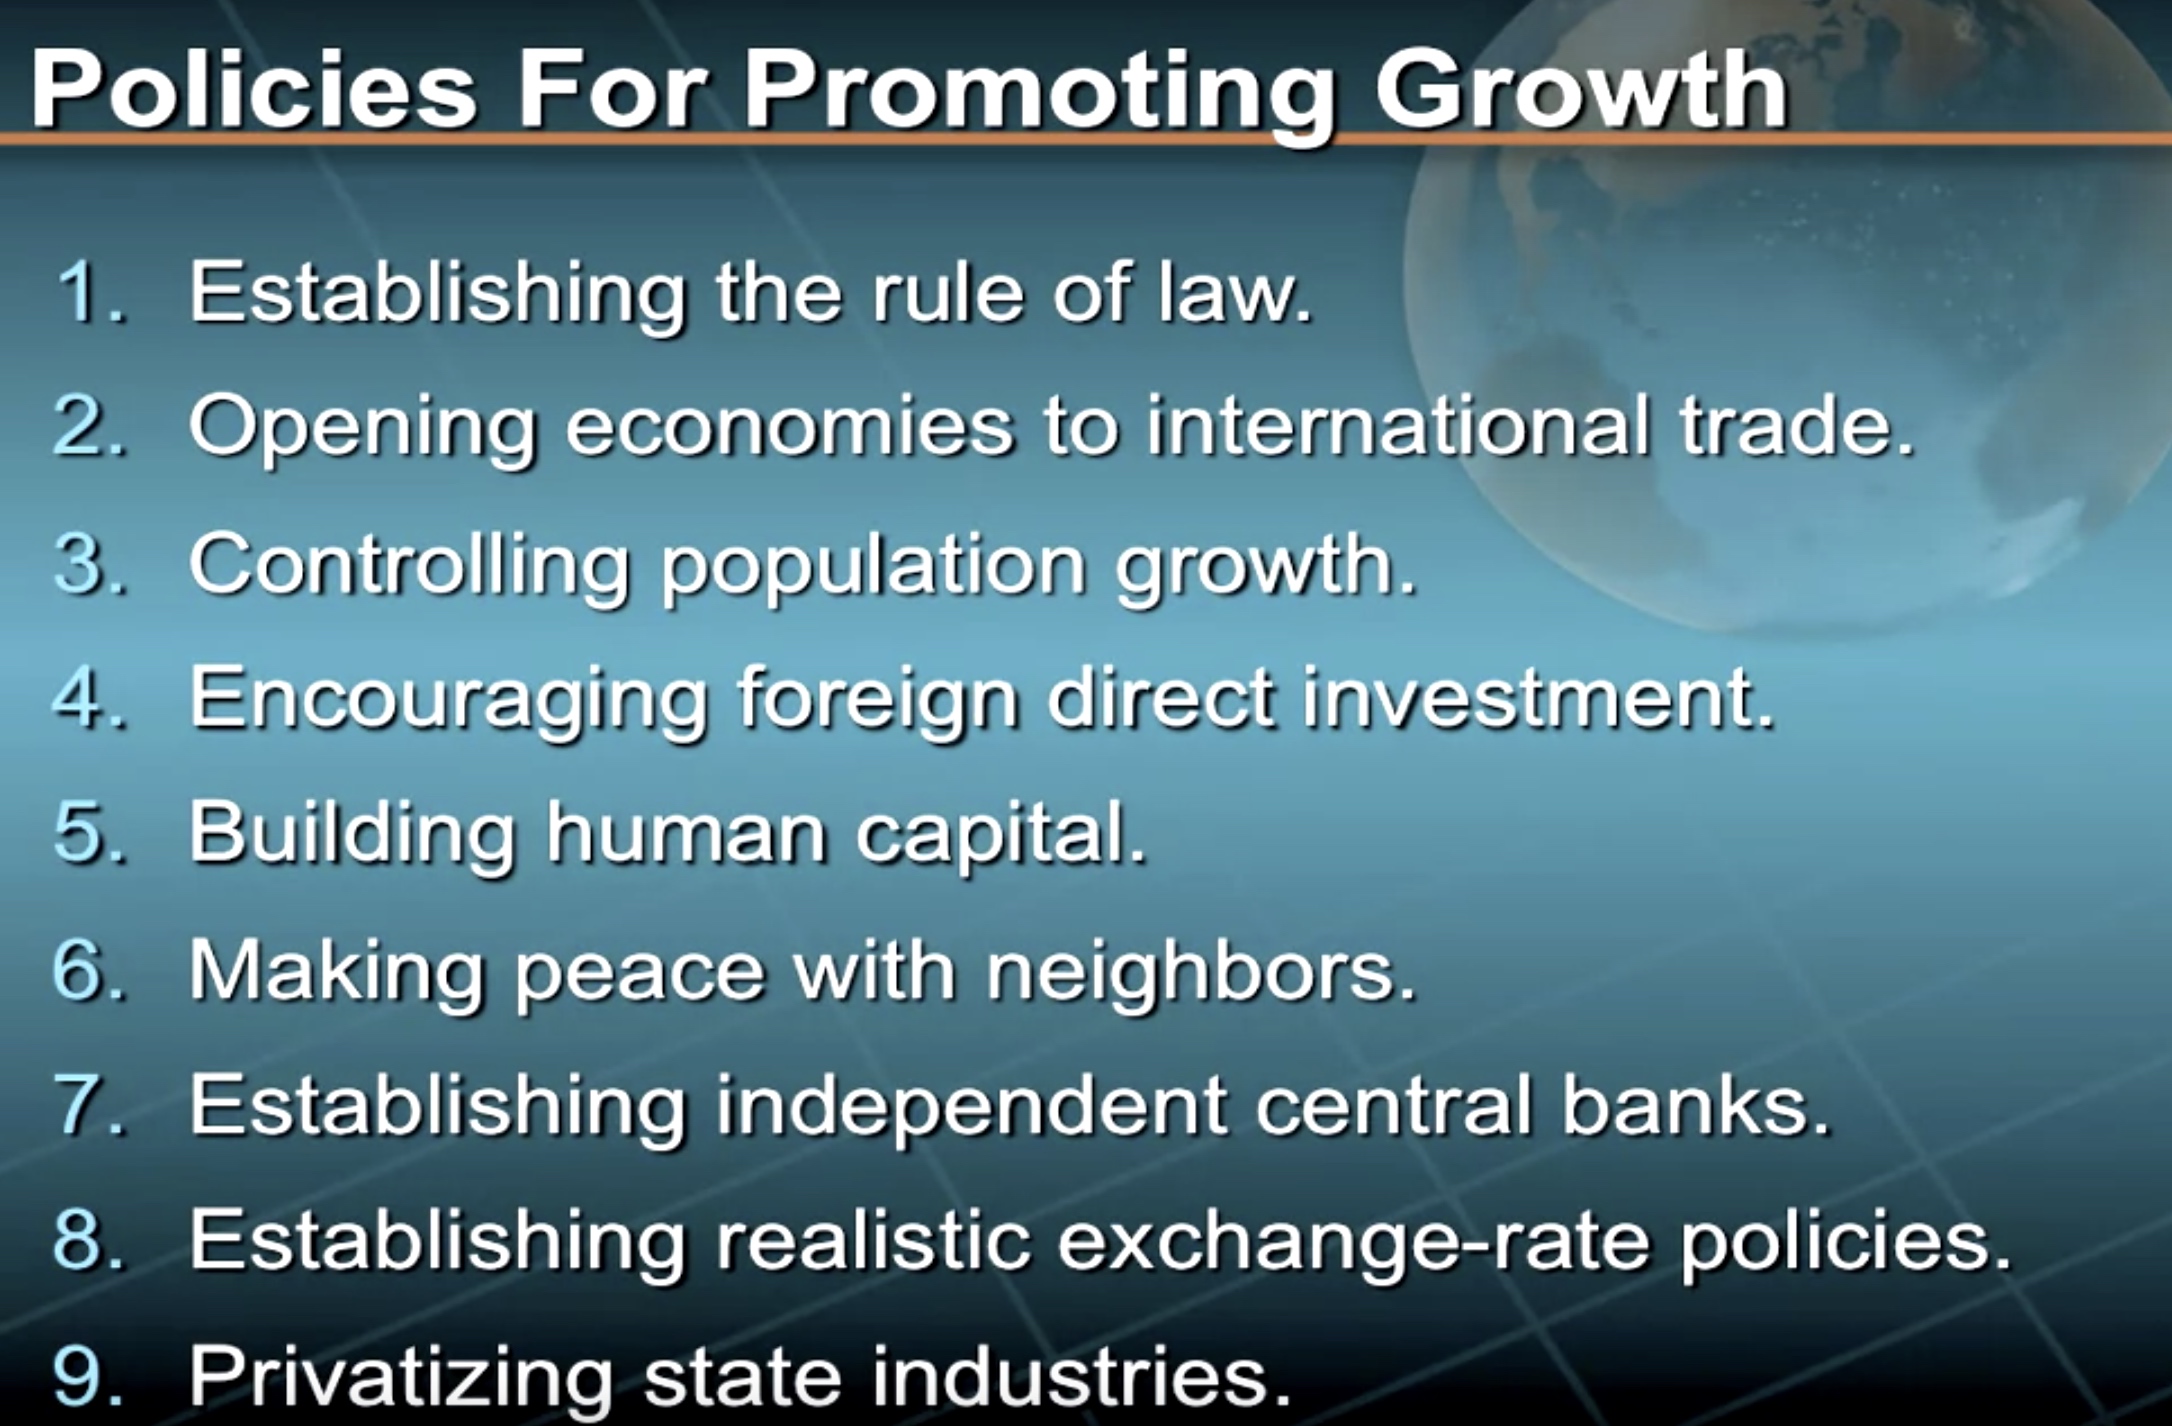 Policies For Promoting Growth
1. Establishing the rule of law.
2. Opening economies to international trade.
3. Controlling population growth.
4. Encouraging foreign direct investment.
5. Building human capital.
6. Making peace with neighbors.
7. Establishing independent central banks.
8. Establishing realistic exchange-rate policies.
9. Privatizing state industries.